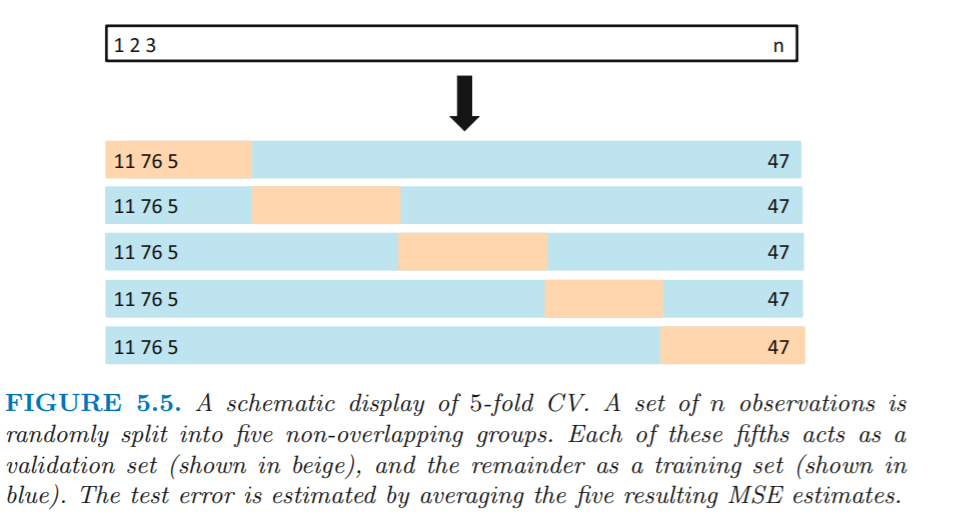 1 2 3 n
11 76 5 47
11 76 5 47
11 76 5 47
11 76 5 47
11 76 5 47
FIGURE 5.5. A schematic display of 5-fold CV. A set of n observations is
randomly split into five non-overlapping groups. Each of these fifths acts as a
validation set (shown in beige), and the remainder as a training set (shown in
blue). The test error is estimated by averaging the five resulting MSE estimates.